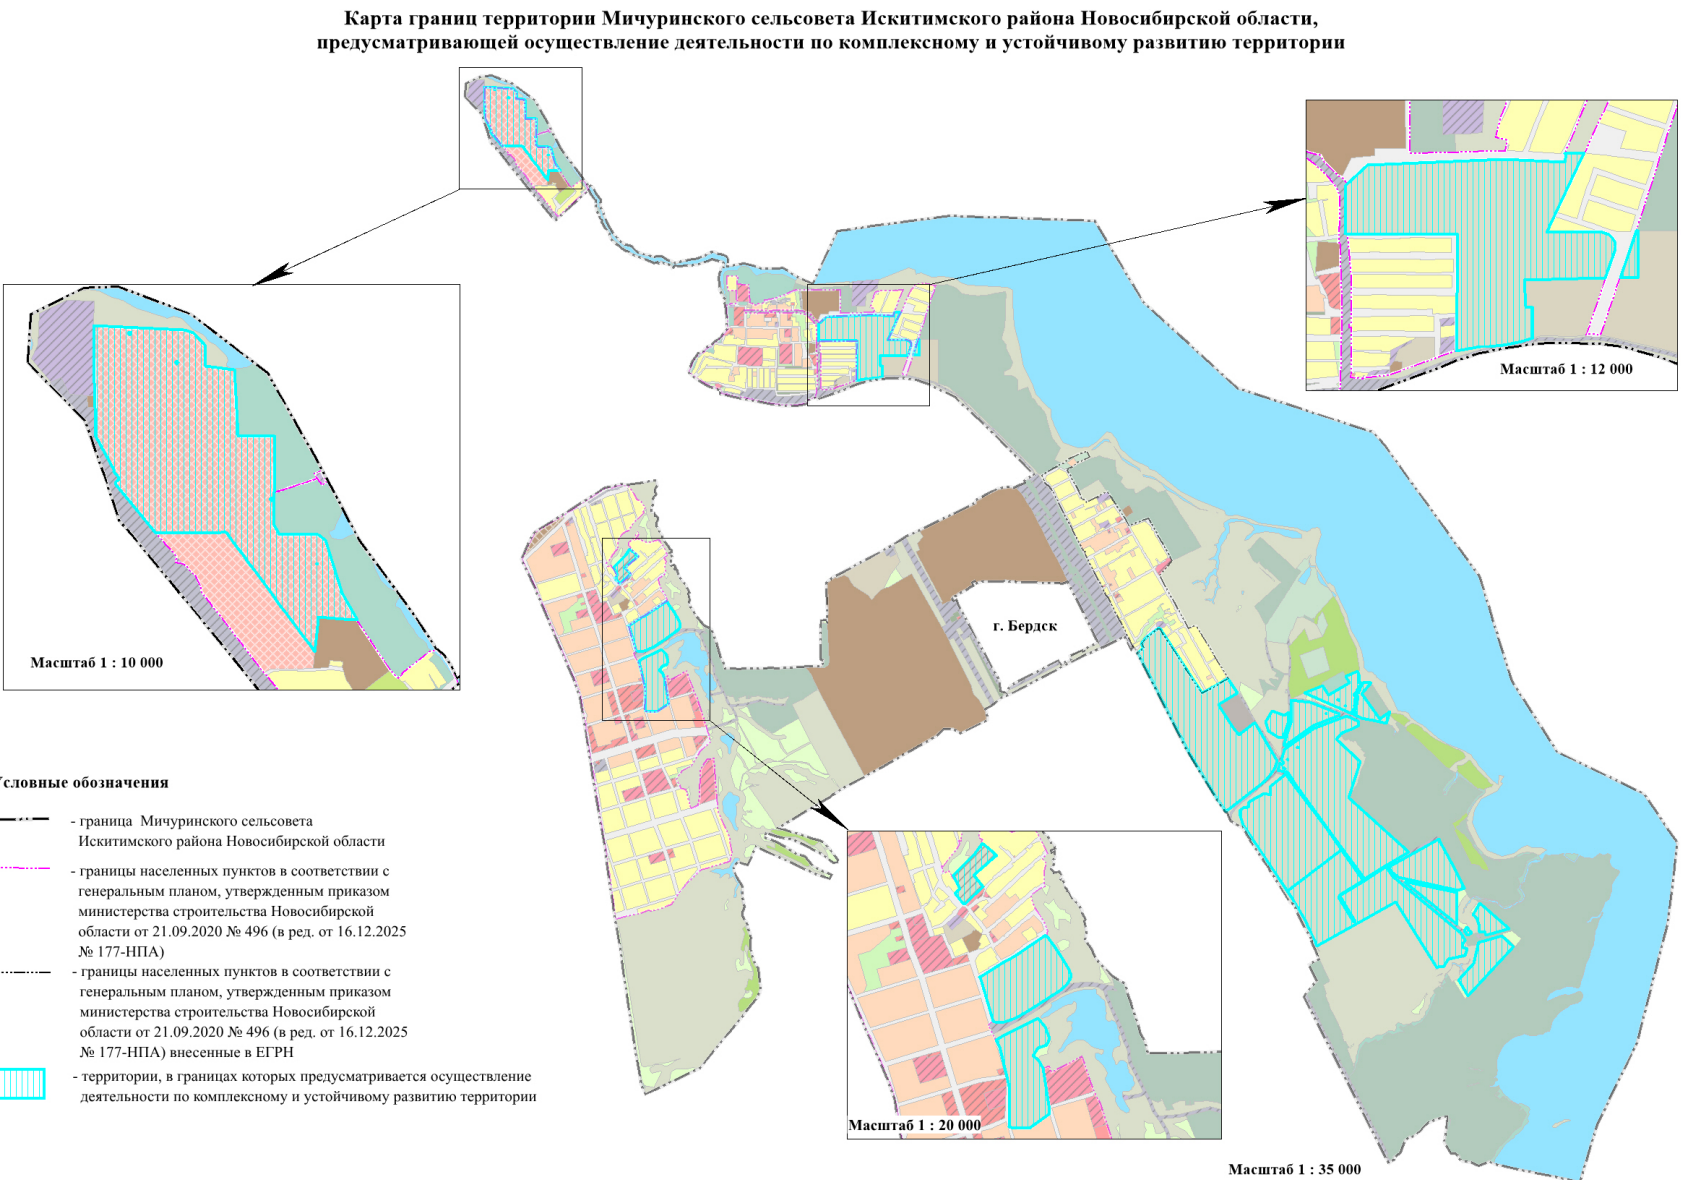 Карта границ территории Мичуринского сельсовета Искитимского района Новосибирской области,
предусматривающей осуществление деятельности по комплексному и устойчивому развитию территории
Масштаб 1 : 12 000
г. Бердск
Масштаб 1 : 10 000
Условные обозначения
- граница Мичуринского сельсовета
Искитимского района Новосибирской области
- границы населенных пунктов в соответствии с
генеральным планом, утвержденным приказом
министерства строительства Новосибирской
области от 21.09.2020 № 496 (в ред. от 16.12.2025
№ 177-НПА)
- границы населенных пунктов в соответствии с
генеральным планом, утвержденным приказом
министерства строительства Новосибирской
области от 21.09.2020 № 496 (в ред. от 16.12.2025
№ 177-НПА) внесенные в ЕГРН
- территории, в границах которых предусматривается осуществление
деятельности по комплексному и устойчивому развитию территории
Масштаб 1 : 20 000
Масштаб 1 : 35 000